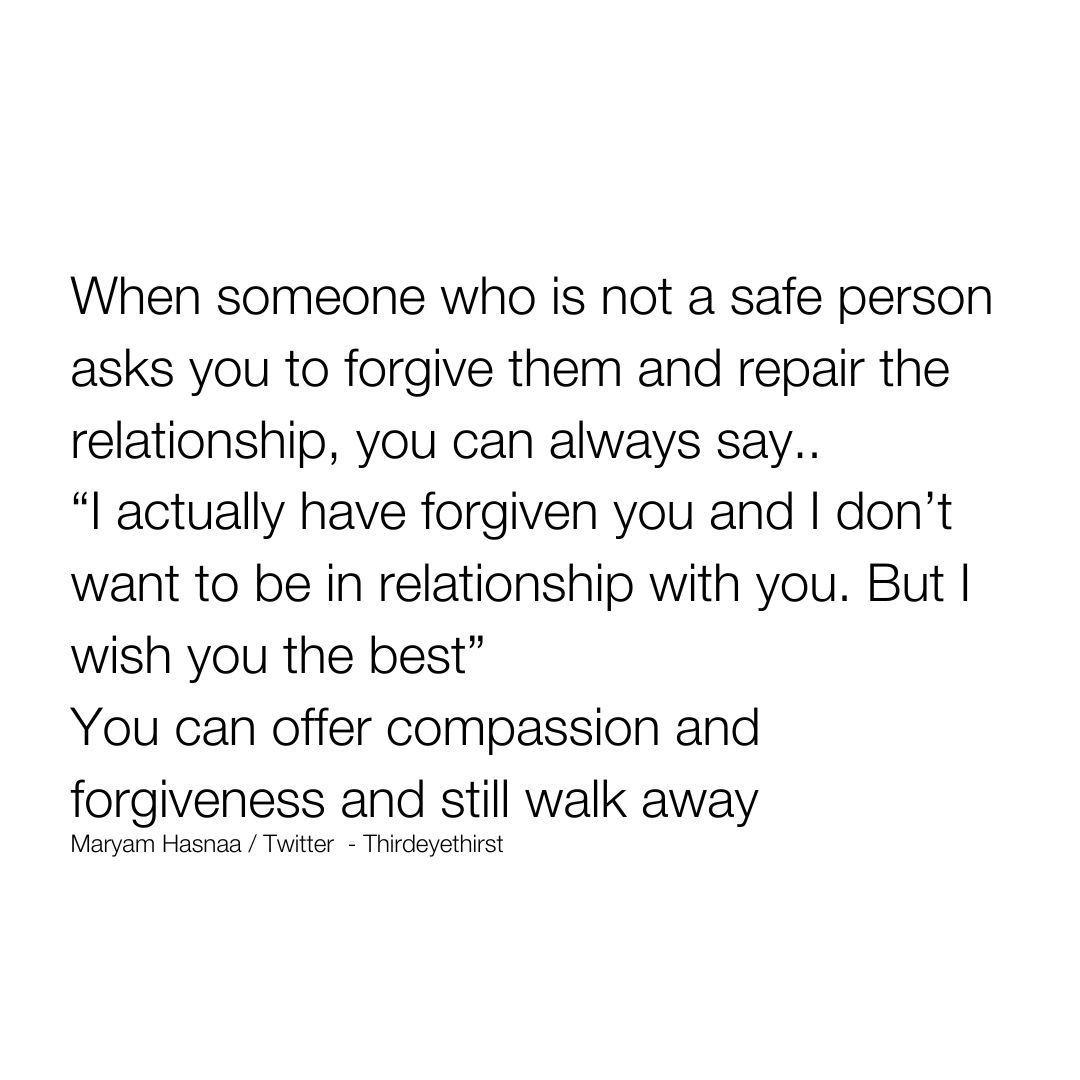 When someone who is not a safe person
asks you to forgive them and repair the
relationship, you can always say..
“I actually have forgiven you and I don’t
want to be in relationship with you. But I
wish you the best”
You can offer compassion and
forgiveness and still walk away
Maryam Hasnaa / Twitter - Thirdeyethirst